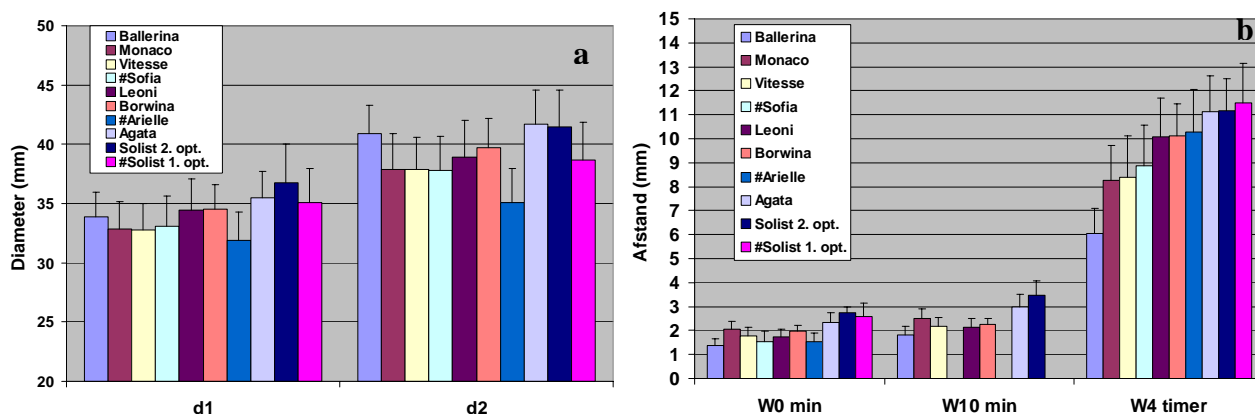 50
45
40
35
30
25
20
Diameter (mm)
Ballerina
Monaco
Vitesse
#Sofia
Leoni
Borwina
#Arielle
Agata
Solist 2. opt.
#Solist 1. opt.
a
d1
d2
15
14
13
12
11
10
9
8
7
6
5
4
3
2
1
0
Afstand (mm)
Ballerina
Monaco
Vitesse
#Sofia
Leoni
Borwina
#Arielle
Agata
Solist 2. opt.
#Solist 1. opt.
b
W0 min
W10 min
W4 timer